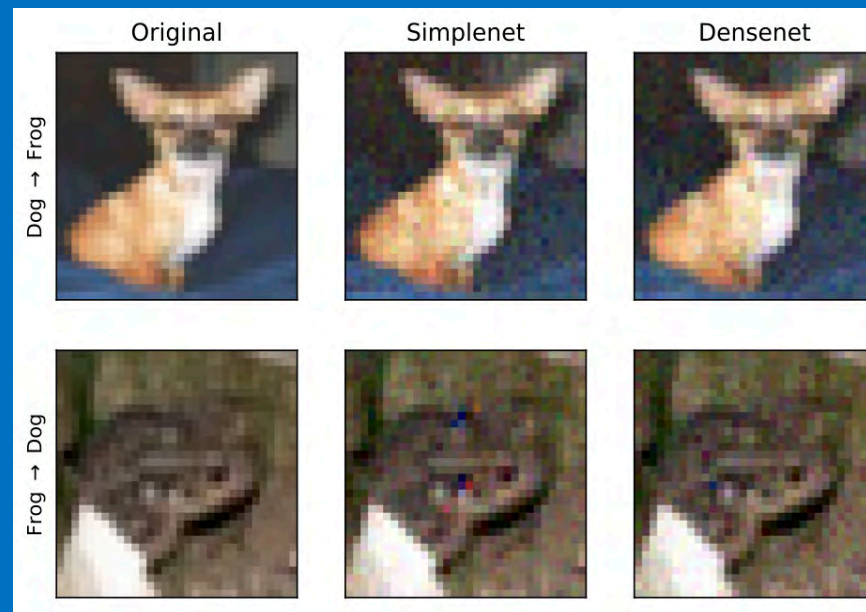 Original Simplenet Densenet
Dog → Frog
Frog → Dog